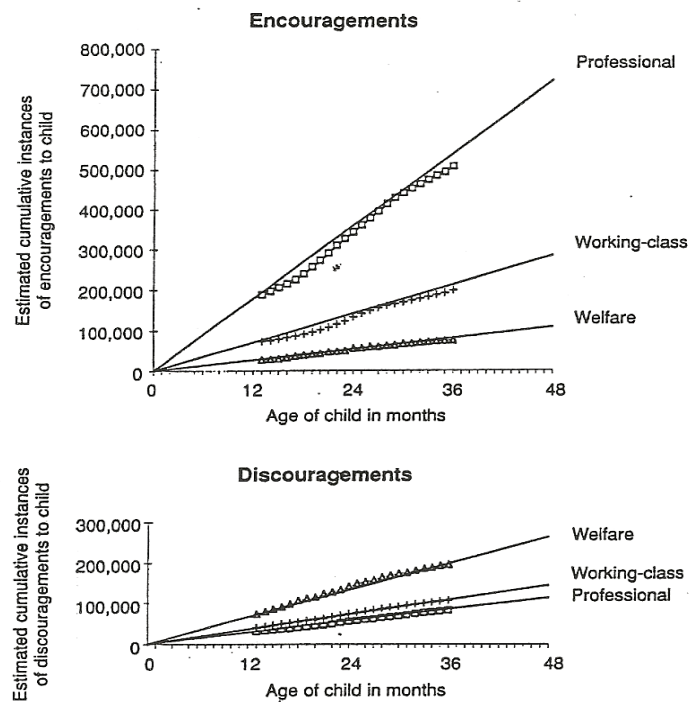 Encouragements
Estimated cumulative instances
of encouragements to child
800,000
700,000
600,000
500,000
400,000
300,000
200,000
100,000
0
0 12 24 36 48
Age of child in months
Professional
Working-class
Welfare
Discouragements
Estimated cumulative instances
of discouragements to child
300,000
200,000
100,000
0
0 12 24 36 48
Age of child in months
Welfare
Working-class
Professional